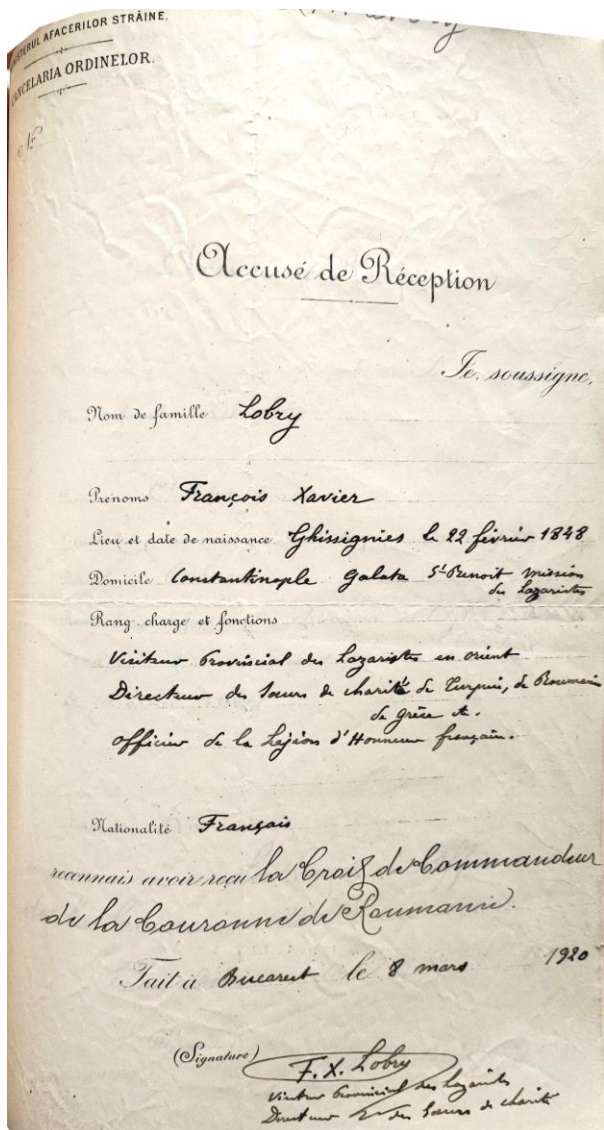 MINISTERUL AFACERILOR STRĂINE.
CANCELARIA ORDINELOR.
№
Accusé de Réception
Je, soussigné,
Nom de famille Lobry
Prénoms François Xavier
Lieu et date de naissance Ghissignies le 22 février 1848
Domicile Constantinople Galata St Benoit mission
des Lazaristes
Rang, charge et fonctions
Visiteur Provincial des Lazaristes en orient
Directeur des Sœurs de charité de Turquie, de Roumanie
de grèce &.
officier de la Légion d'Honneur française.
Nationalité Français
reconnais avoir reçu la Croix de Commandeur
de la Couronne de Roumanie.
Fait à Bucarest le 8 mars 1920
(Signature) F. X. Lobry
Visiteur Provincial des Lazaristes
Directeur des Sœurs de charité